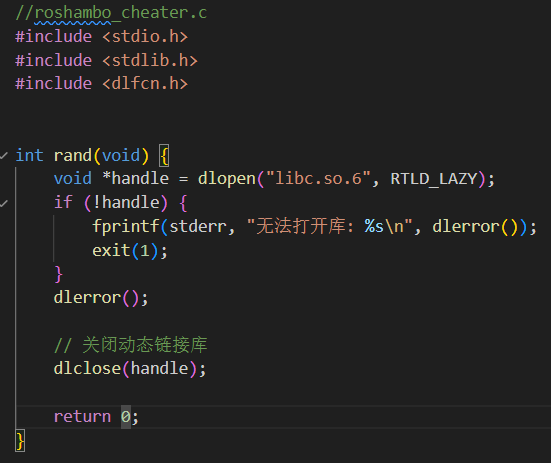 //roshambo_cheater.c
#include <stdio.h>
#include <stdlib.h>
#include <dlfcn.h>
int rand(void) {
    void *handle = dlopen("libc.so.6", RTLD_LAZY);
    if (!handle) {
        fprintf(stderr, "无法打开库: %s\n", dlerror());
        exit(1);
    }
    dlerror();
    // 关闭动态链接库
    dlclose(handle);
    return 0;
}